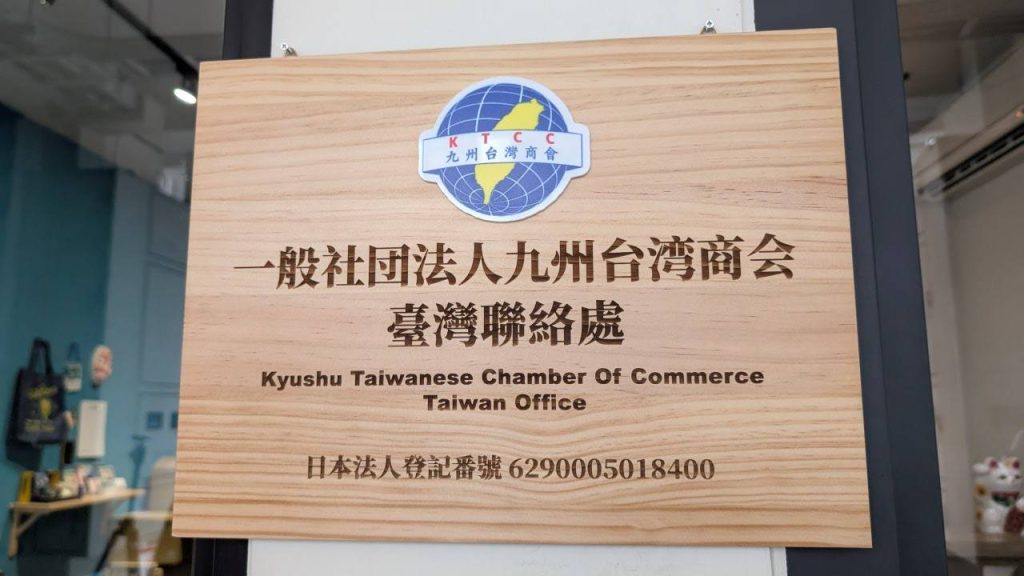 KTCC
九州台灣商會
一般社団法人九州台湾商会
臺灣聯絡處
Kyushu Taiwanese Chamber Of Commerce
Taiwan Office
日本法人登記番號 6290005018400